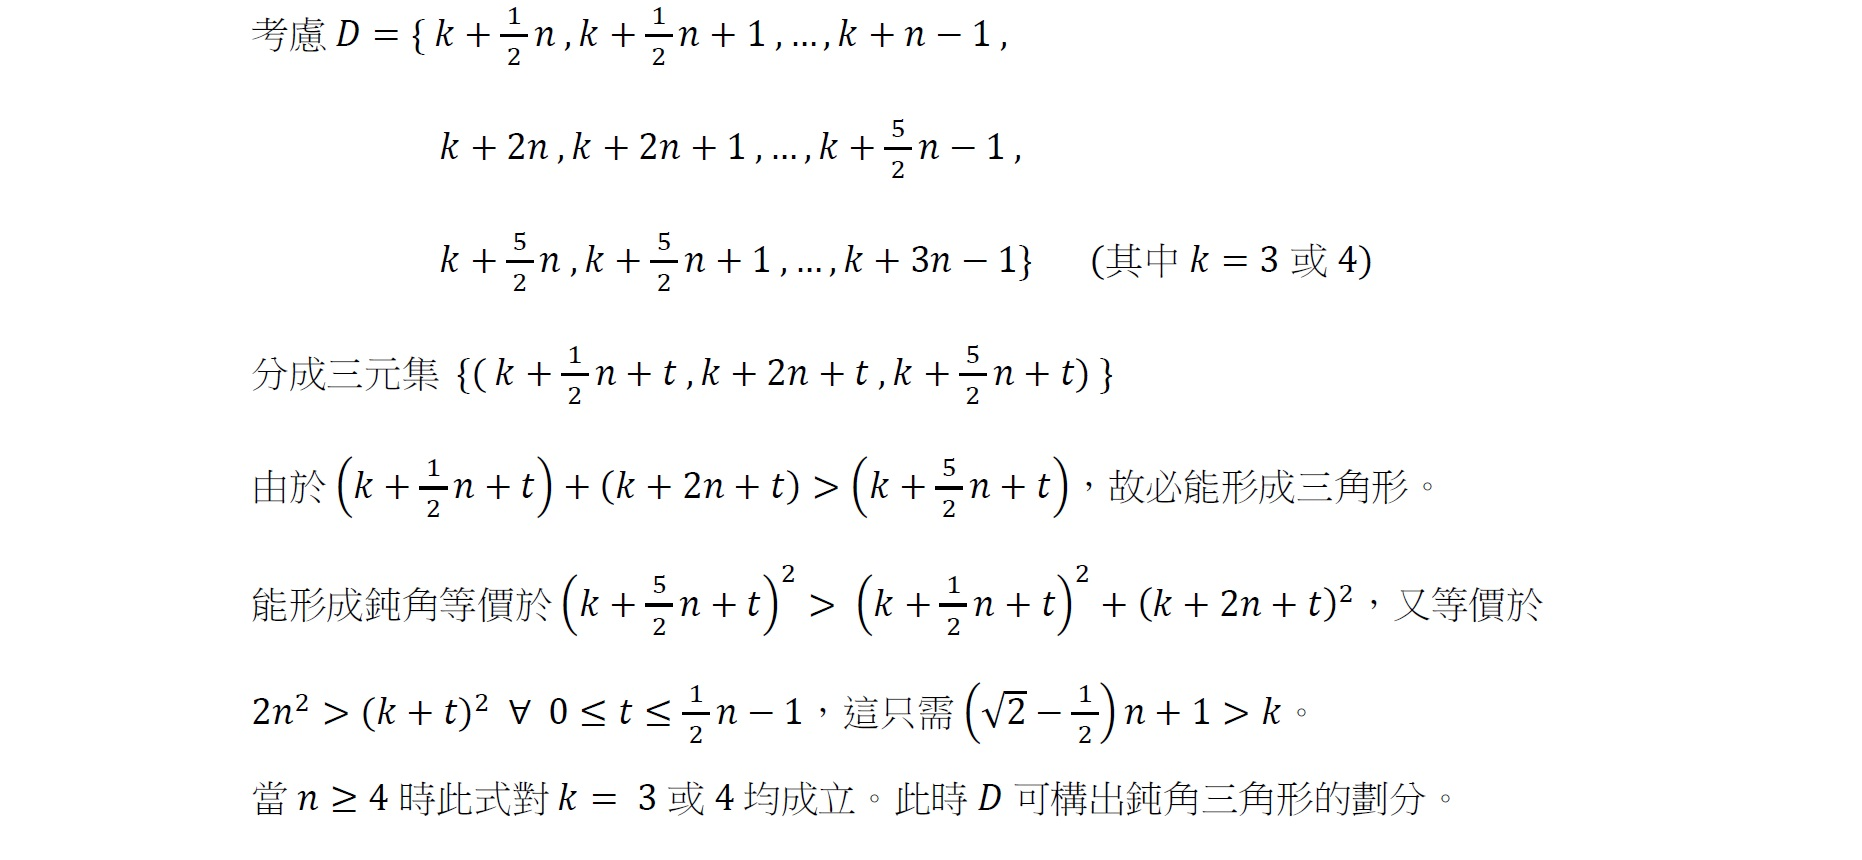 考慮 D = { k + 1/2 n , k + 1/2 n + 1 , … , k + n − 1 ,
k + 2n , k + 2n + 1 , … , k + 5/2 n − 1 ,
k + 5/2 n , k + 5/2 n + 1 , … , k + 3n − 1} (其中 k = 3 或 4)
分成三元集 {( k + 1/2 n + t , k + 2n + t , k + 5/2 n + t) }
由於 (k + 1/2 n + t) + (k + 2n + t) > (k + 5/2 n + t)，故必能形成三角形。
能形成鈍角等價於 (k + 5/2 n + t)² > (k + 1/2 n + t)² + (k + 2n + t)²，又等價於
2n² > (k + t)² ∀ 0 ≤ t ≤ 1/2 n − 1，這只需 (√2 − 1/2) n + 1 > k。
當 n ≥ 4 時此式對 k = 3 或 4 均成立。此時 D 可構出鈍角三角形的劃分。